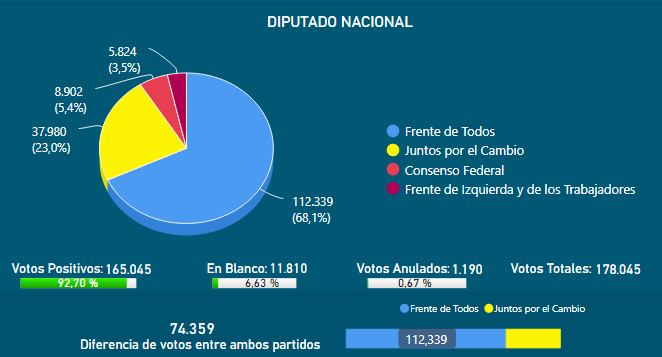 DIPUTADO NACIONAL
5.824
(3,5%)
8.902
(5,4%)
37.980
(23,0%)
112.339
(68,1%)
Frente de Todos
Juntos por el Cambio
Consenso Federal
Frente de Izquierda y de los Trabajadores
Votos Positivos: 165.045
92,70 %
En Blanco: 11.810
6,63 %
Votos Anulados: 1.190
0,67 %
Votos Totales: 178.045
Frente de Todos Juntos por el Cambio
74.359
Diferencia de votos entre ambos partidos
112,339